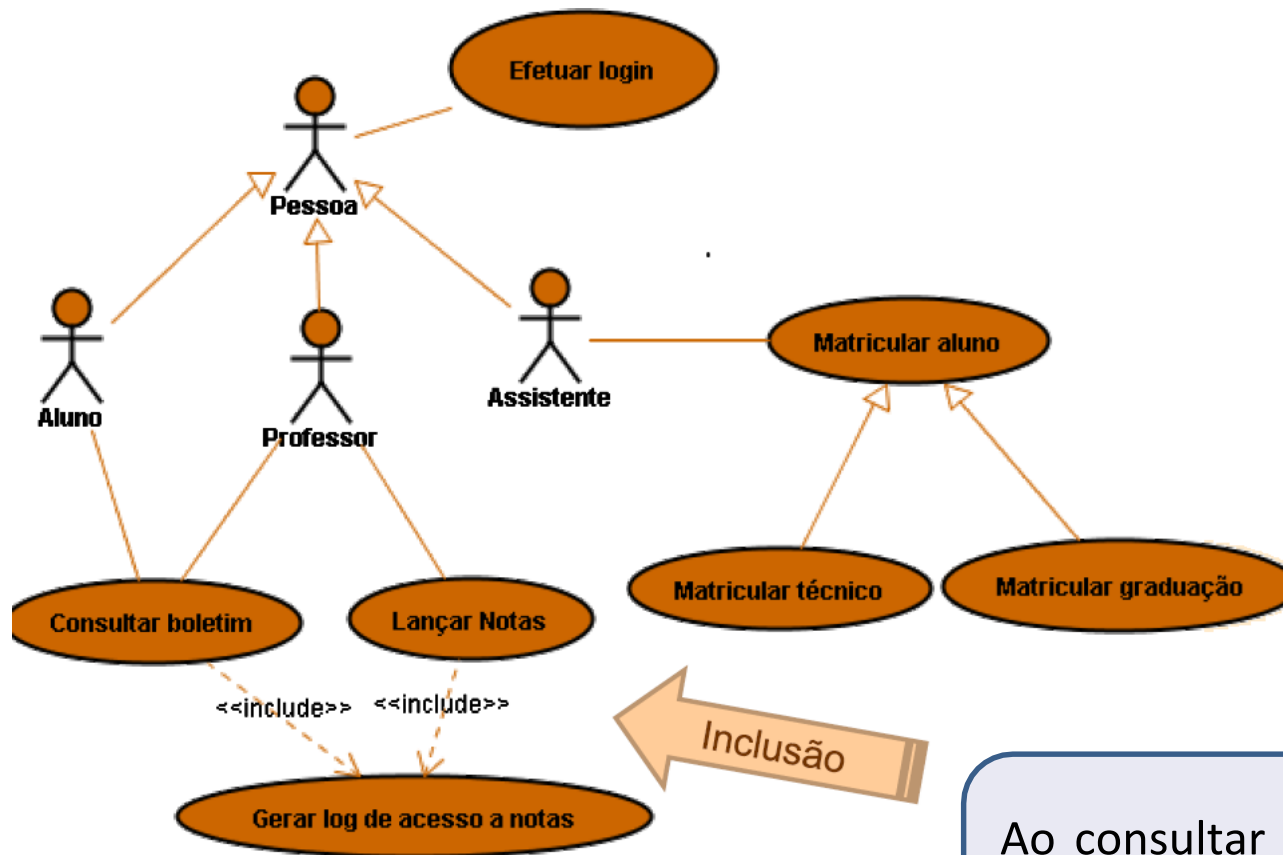 Efetuar login
Pessoa
Aluno
Professor
Assistente
Matricular aluno
Consultar boletim
Lançar Notas
Matricular técnico
Matricular graduação
<<include>>
<<include>>
Inclusão
Gerar log de acesso a notas
Ao consultar